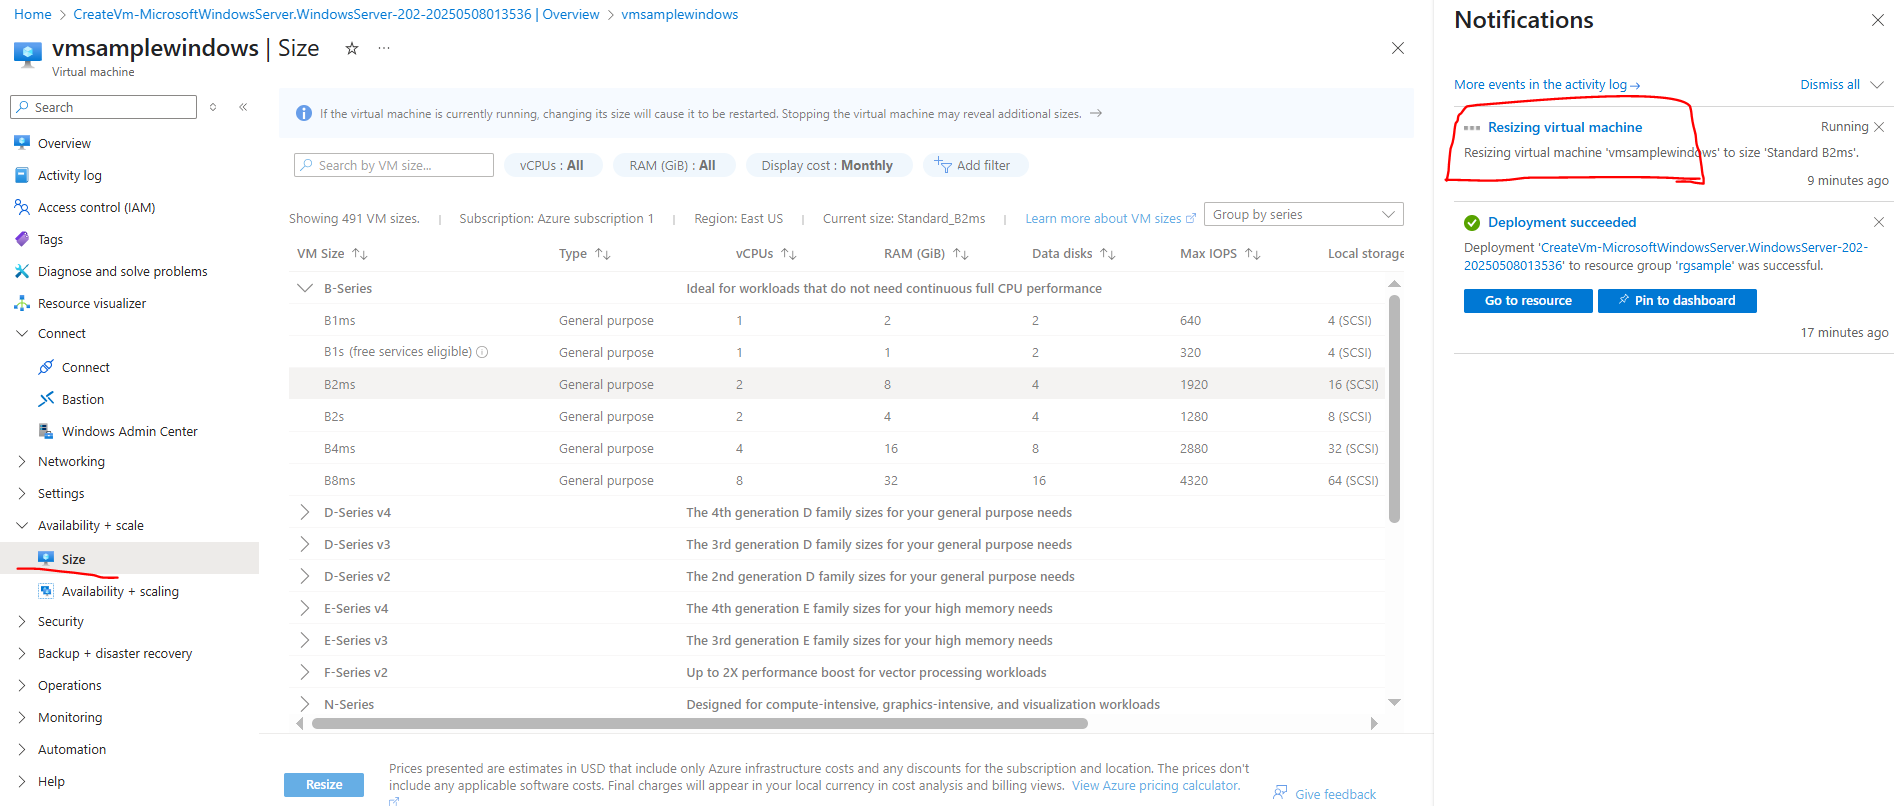 Home > CreateVm-MicrosoftWindowsServer.WindowsServer-202-20250508013536 | Overview > vmsamplewindows
vmsamplewindows | Size
Virtual machine
Search
Overview
Activity log
Access control (IAM)
Tags
Diagnose and solve problems
Resource visualizer
Connect
Connect
Bastion
Windows Admin Center
Networking
Settings
Availability + scale
Size
Availability + scaling
Security
Backup + disaster recovery
Operations
Monitoring
Automation
Help
If the virtual machine is currently running, changing its size will cause it to be restarted. Stopping the virtual machine may reveal additional sizes. →
Search by VM size... vCPUs : All RAM (GiB) : All Display cost : Monthly Add filter
Showing 491 VM sizes. | Subscription: Azure subscription 1 | Region: East US | Current size: Standard_B2ms | Learn more about VM sizes Group by series
VM Size ↑↓ Type ↑↓ vCPUs ↑↓ RAM (GiB) ↑↓ Data disks ↑↓ Max IOPS ↑↓ Local storage
B-Series Ideal for workloads that do not need continuous full CPU performance
B1ms General purpose 1 2 2 640 4 (SCSI)
B1s (free services eligible) General purpose 1 1 2 320 4 (SCSI)
B2ms General purpose 2 8 4 1920 16 (SCSI)
B2s General purpose 2 4 4 1280 8 (SCSI)
B4ms General purpose 4 16 8 2880 32 (SCSI)
B8ms General purpose 8 32 16 4320 64 (SCSI)
D-Series v4 The 4th generation D family sizes for your general purpose needs
D-Series v3 The 3rd generation D family sizes for your general purpose needs
D-Series v2 The 2nd generation D family sizes for your general purpose needs
E-Series v4 The 4th generation E family sizes for your high memory needs
E-Series v3 The 3rd generation E family sizes for your high memory needs
F-Series v2 Up to 2X performance boost for vector processing workloads
N-Series Designed for compute-intensive, graphics-intensive, and visualization workloads
Resize
Prices presented are estimates in USD that include only Azure infrastructure costs and any discounts for the subscription and location. The prices don't
include any applicable software costs. Final charges will appear in your local currency in cost analysis and billing views. View Azure pricing calculator.
Give feedback
Notifications
More events in the activity log → Dismiss all
Resizing virtual machine Running
Resizing virtual machine 'vmsamplewindows' to size 'Standard B2ms'.
9 minutes ago
Deployment succeeded
Deployment 'CreateVm-MicrosoftWindowsServer.WindowsServer-202-
20250508013536' to resource group 'rgsample' was successful.
Go to resource Pin to dashboard
17 minutes ago